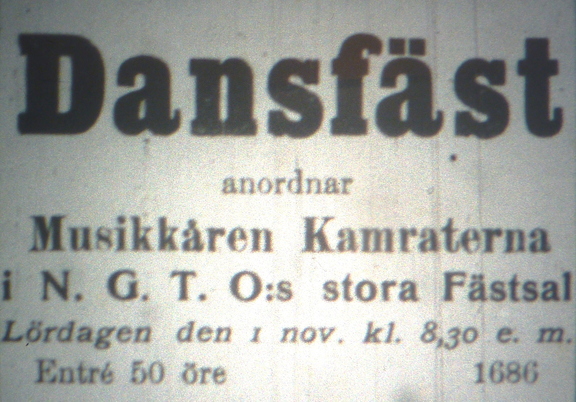 Dansfäst
anordnar
Musikkåren Kamraterna
i N. G. T. O:s stora Fästsal
Lördagen den 1 nov. kl. 8,30 e. m.
Entré 50 öre 1686